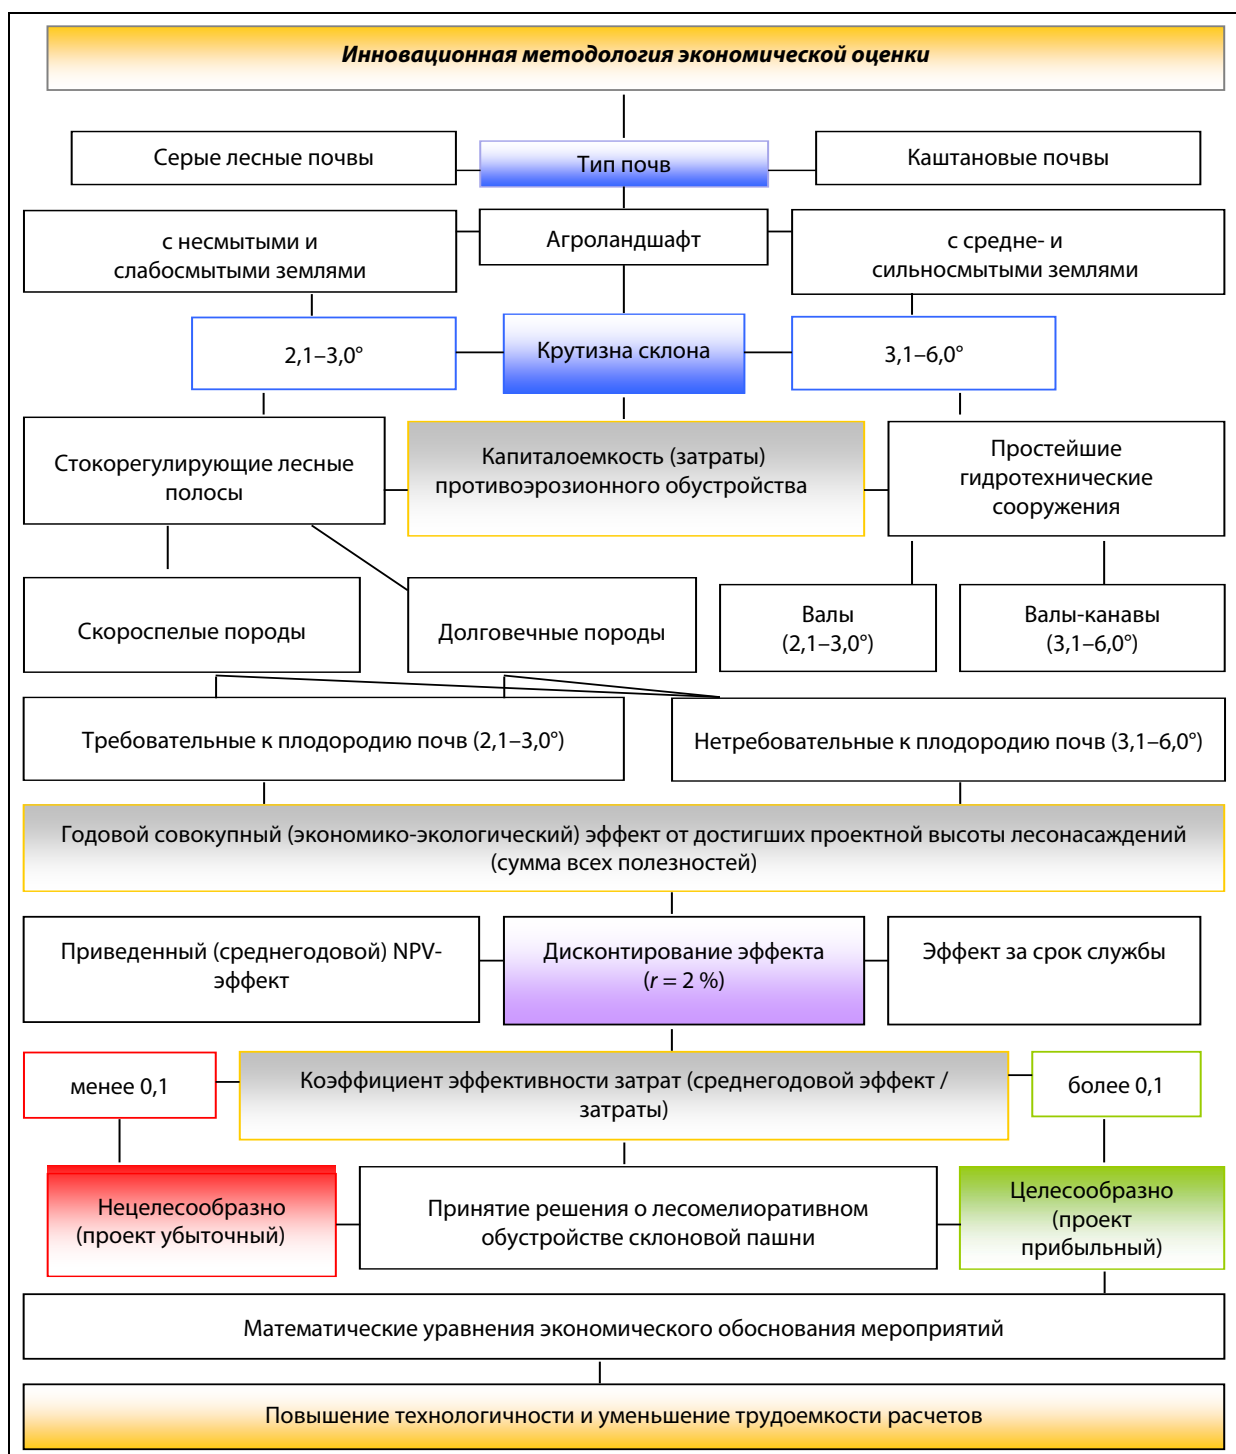 Инновационная методология экономической оценки
Серые лесные почвы
Тип почв
Каштановые почвы
с несмытыми и
слабосмытыми землями
Агроландшафт
с средне- и
сильносмытыми землями
2,1–3,0°
Крутизна склона
3,1–6,0°
Стокорегулирующие лесные
полосы
Капиталоемкость (затраты)
противоэрозионного обустройства
Простейшие
гидротехнические
сооружения
Скороспелые породы
Долговечные породы
Валы
(2,1–3,0°)
Валы-канавы
(3,1–6,0°)
Требовательные к плодородию почв (2,1–3,0°)
Нетребовательные к плодородию почв (3,1–6,0°)
Годовой совокупный (экономико-экологический) эффект от достигших проектной высоты лесонасаждений
(сумма всех полезностей)
Приведенный (среднегодовой) NPV-
эффект
Дисконтирование эффекта
(r = 2 %)
Эффект за срок службы
менее 0,1
Коэффициент эффективности затрат (среднегодовой эффект /
затраты)
более 0,1
Нецелесообразно
(проект убыточный)
Принятие решения о лесомелиоративном
обустройстве склоновой пашни
Целесообразно
(проект
прибыльный)
Математические уравнения экономического обоснования мероприятий
Повышение технологичности и уменьшение трудоемкости расчетов